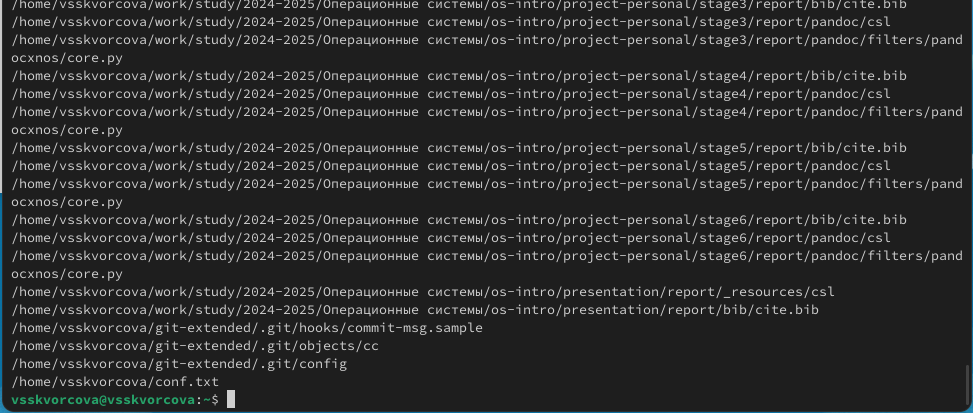 /home/vsskvorcova/work/study/2024-2025/Операционные системы/os-intro/project-personal/stage3/report/bib/cite.bib
/home/vsskvorcova/work/study/2024-2025/Операционные системы/os-intro/project-personal/stage3/report/pandoc/csl
/home/vsskvorcova/work/study/2024-2025/Операционные системы/os-intro/project-personal/stage3/report/pandoc/filters/pand
ocxnos/core.py
/home/vsskvorcova/work/study/2024-2025/Операционные системы/os-intro/project-personal/stage4/report/bib/cite.bib
/home/vsskvorcova/work/study/2024-2025/Операционные системы/os-intro/project-personal/stage4/report/pandoc/csl
/home/vsskvorcova/work/study/2024-2025/Операционные системы/os-intro/project-personal/stage4/report/pandoc/filters/pand
ocxnos/core.py
/home/vsskvorcova/work/study/2024-2025/Операционные системы/os-intro/project-personal/stage5/report/bib/cite.bib
/home/vsskvorcova/work/study/2024-2025/Операционные системы/os-intro/project-personal/stage5/report/pandoc/csl
/home/vsskvorcova/work/study/2024-2025/Операционные системы/os-intro/project-personal/stage5/report/pandoc/filters/pand
ocxnos/core.py
/home/vsskvorcova/work/study/2024-2025/Операционные системы/os-intro/project-personal/stage6/report/bib/cite.bib
/home/vsskvorcova/work/study/2024-2025/Операционные системы/os-intro/project-personal/stage6/report/pandoc/csl
/home/vsskvorcova/work/study/2024-2025/Операционные системы/os-intro/project-personal/stage6/report/pandoc/filters/pand
ocxnos/core.py
/home/vsskvorcova/work/study/2024-2025/Операционные системы/os-intro/presentation/report/_resources/csl
/home/vsskvorcova/work/study/2024-2025/Операционные системы/os-intro/presentation/report/bib/cite.bib
/home/vsskvorcova/git-extended/.git/hooks/commit-msg.sample
/home/vsskvorcova/git-extended/.git/objects/cc
/home/vsskvorcova/git-extended/.git/config
/home/vsskvorcova/conf.txt
vsskvorcova@vsskvorcova:~$